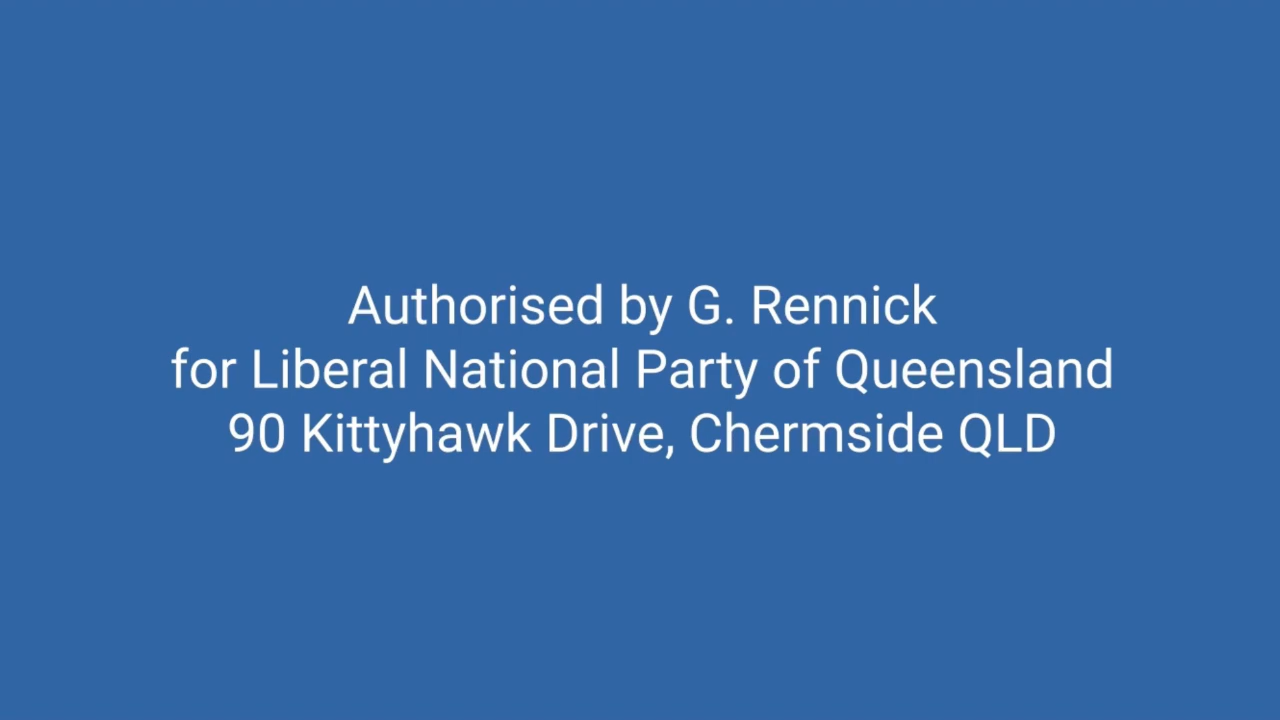 Authorised by G. Rennick
for Liberal National Party of Queensland
90 Kittyhawk Drive, Chermside QLD